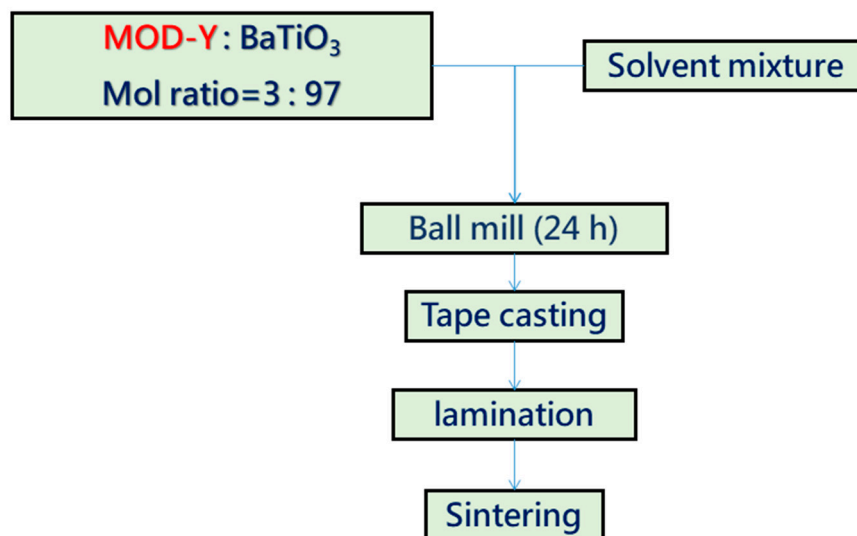 MOD-Y: BaTiO₃
Mol ratio=3 : 97
Solvent mixture
Ball mill (24 h)
Tape casting
lamination
Sintering